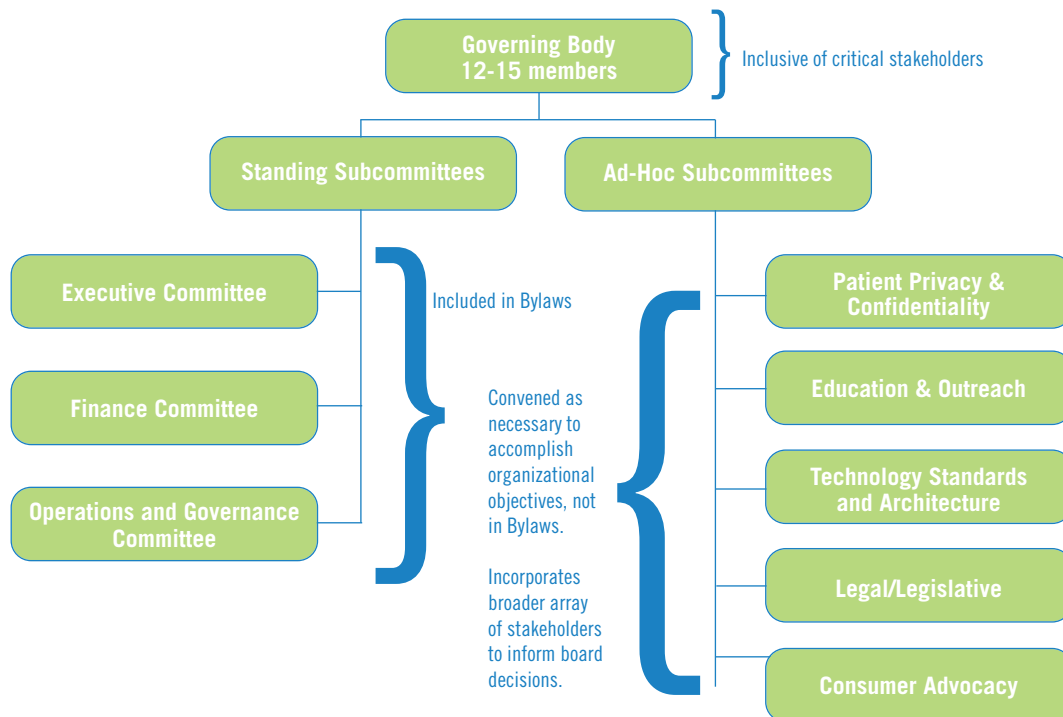 Governing Body
12-15 members
Inclusive of critical stakeholders
Standing Subcommittees
Ad-Hoc Subcommittees
Executive Committee
Finance Committee
Operations and Governance
Committee
Included in Bylaws
Convened as
necessary to
accomplish
organizational
objectives, not
in Bylaws.
Incorporates
broader array
of stakeholders
to inform board
decisions.
Patient Privacy &
Confidentiality
Education & Outreach
Technology Standards
and Architecture
Legal/Legislative
Consumer Advocacy